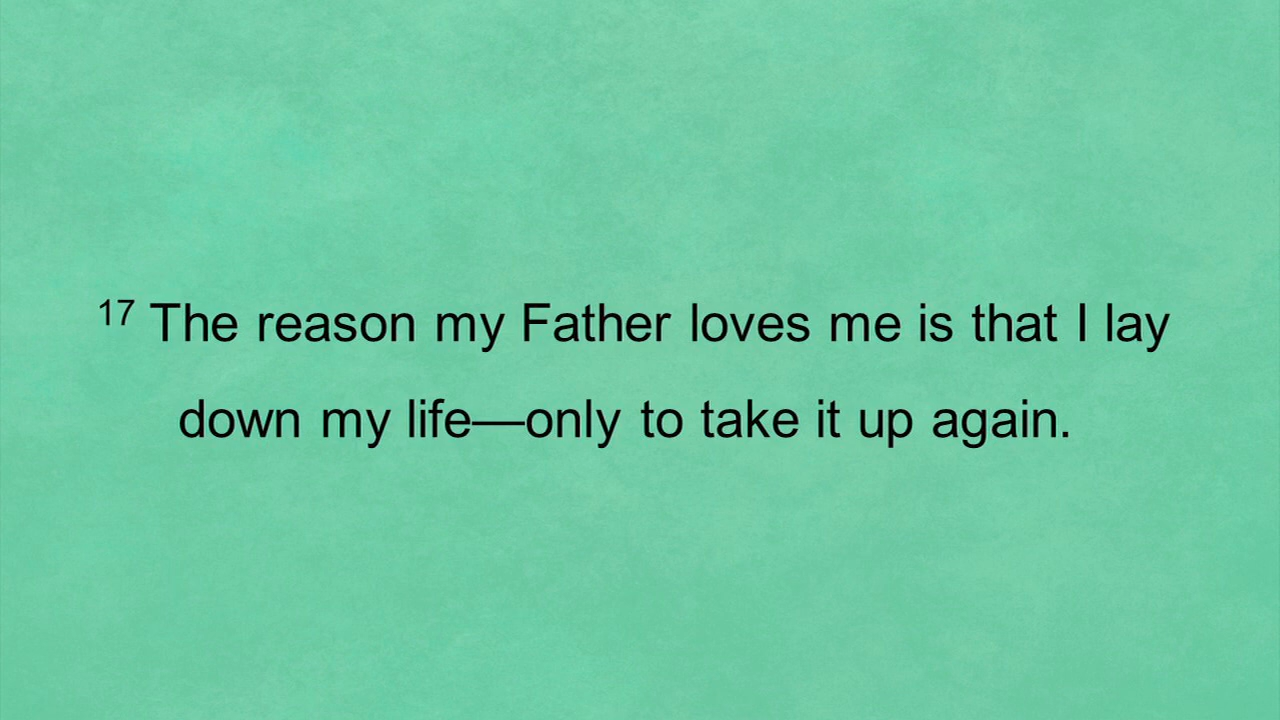 17 The reason my Father loves me is that I lay
down my life—only to take it up again.